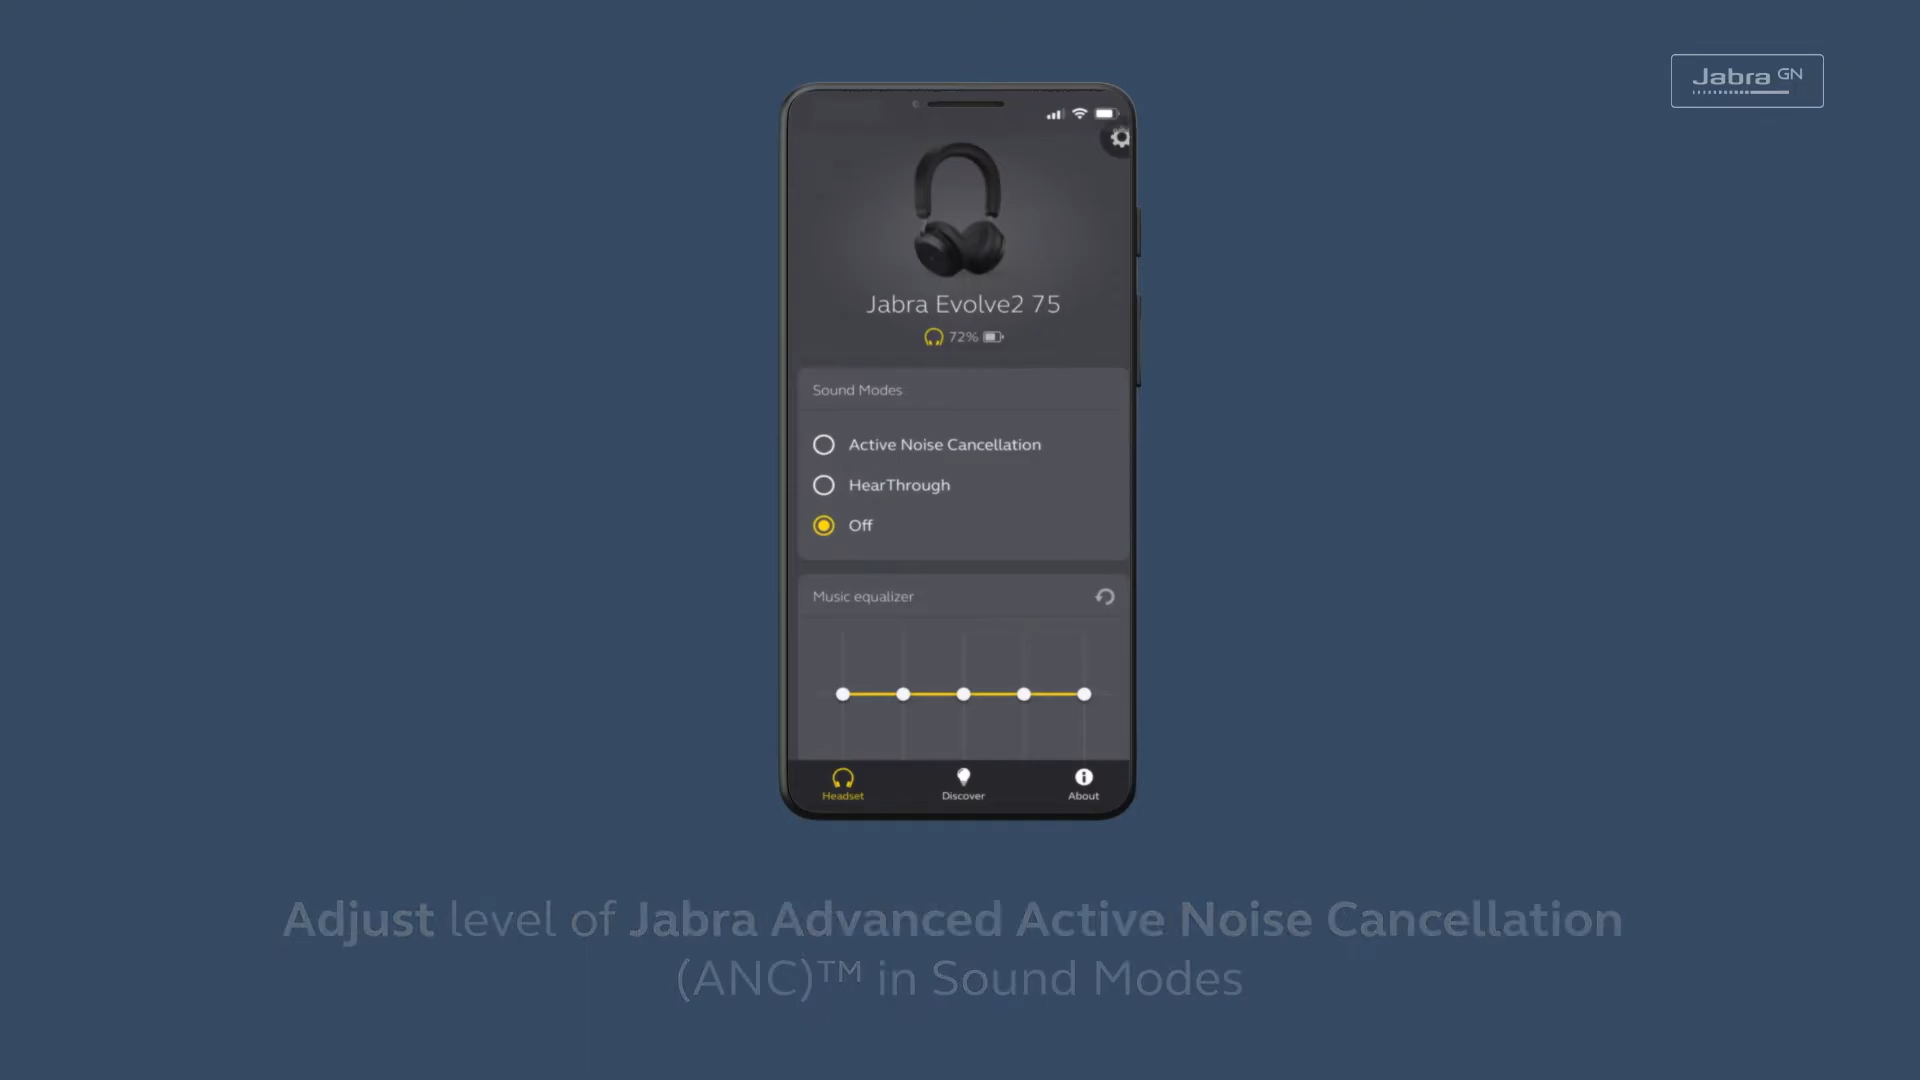 Jabra GN
Jabra Evolve2 75
72%
Sound Modes
Active Noise Cancellation
HearThrough
Off
Music equalizer
Headset
Discover
About
Adjust level of Jabra Advanced Active Noise Cancellation
(ANC)™ in Sound Modes